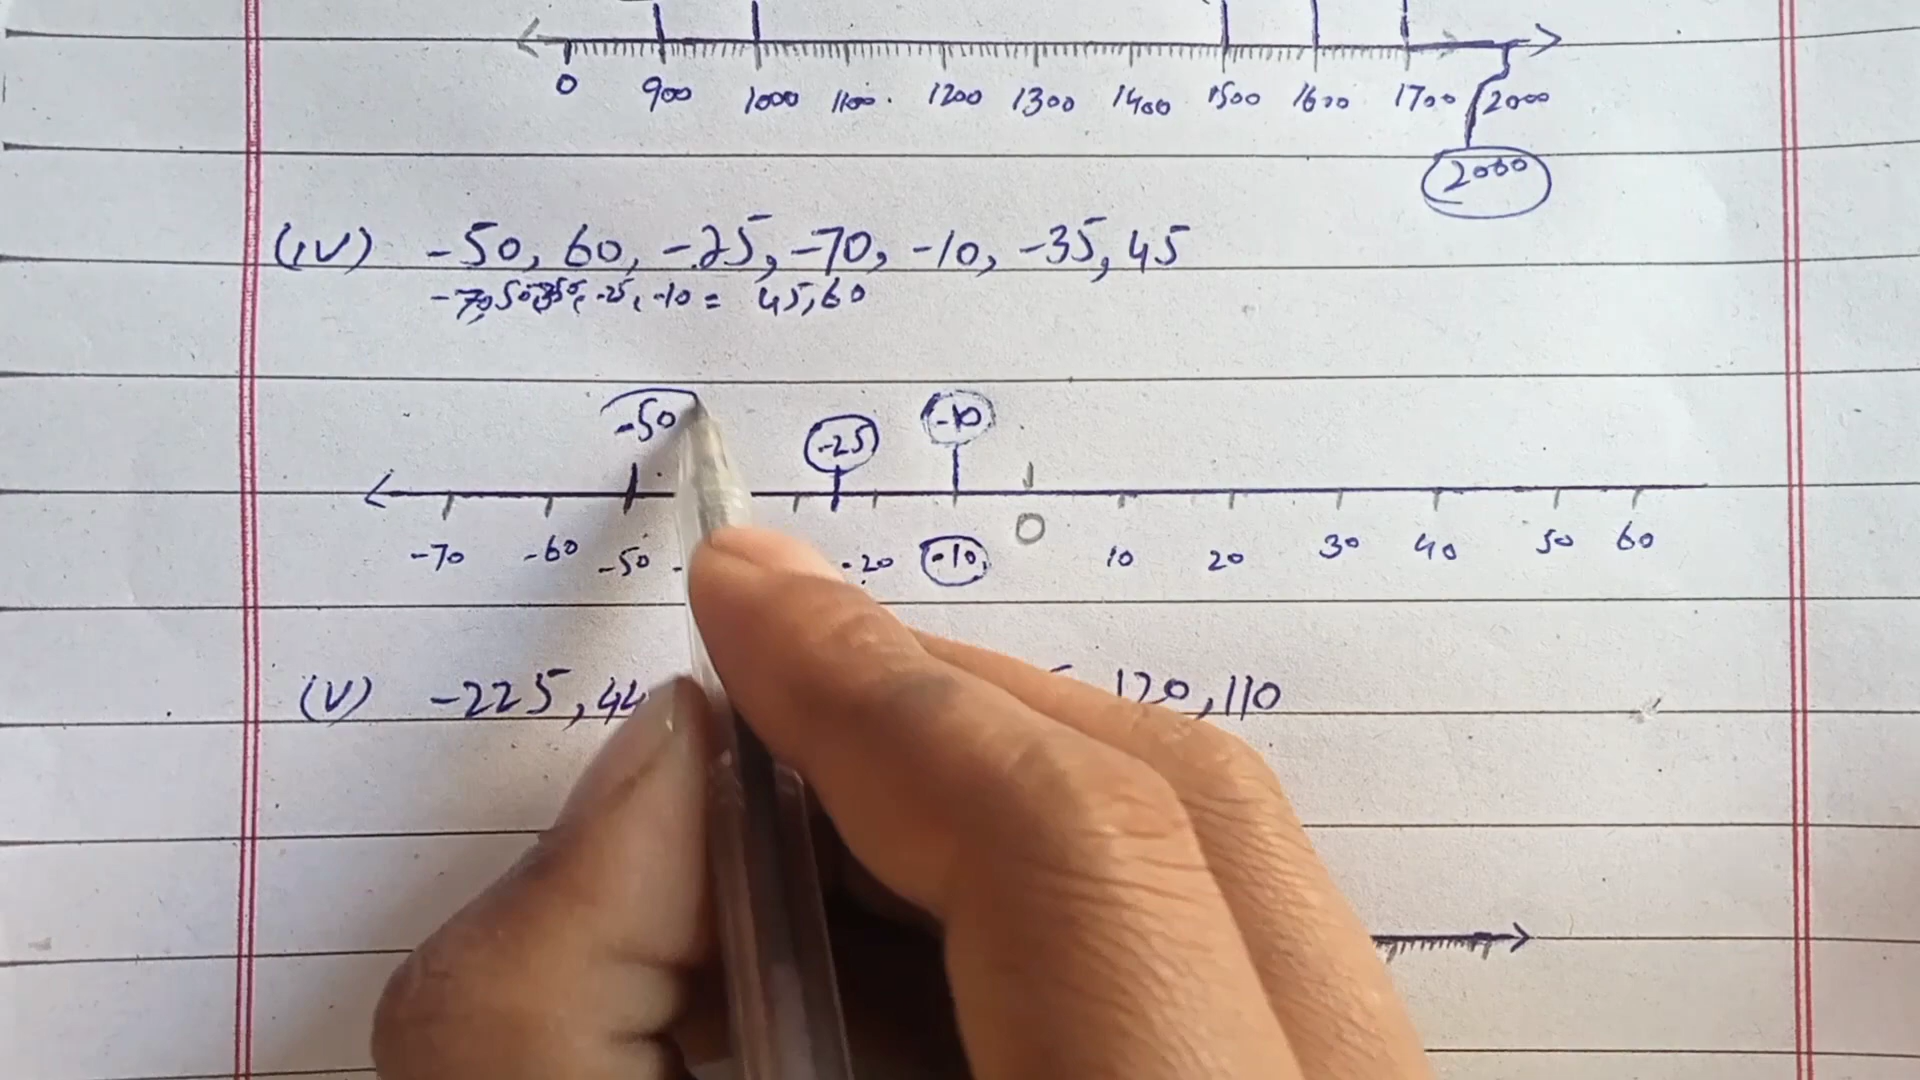 0 900 1000 1100 1200 1300 1400 1500 1600 1700 2000
2000
(iv) -50, 60, -25, -70, -10, -35, 45
-25, -10 = 45, 60
-50 -25 -10
-70 -60 -50 -20 -10 0 10 20 30 40 50 60
(v) -225, 44 120, 110